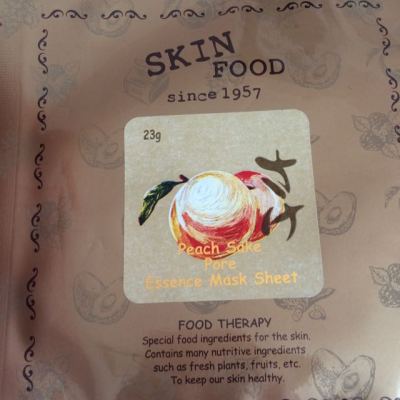 SKIN
FOOD
since 1957
23g
Peach Sake
Pore
Essence Mask Sheet
FOOD THERAPY
Special food ingredients for the skin.
Contains many nutritive ingredients
such as fresh plants, fruits, etc.
To keep our skin healthy.